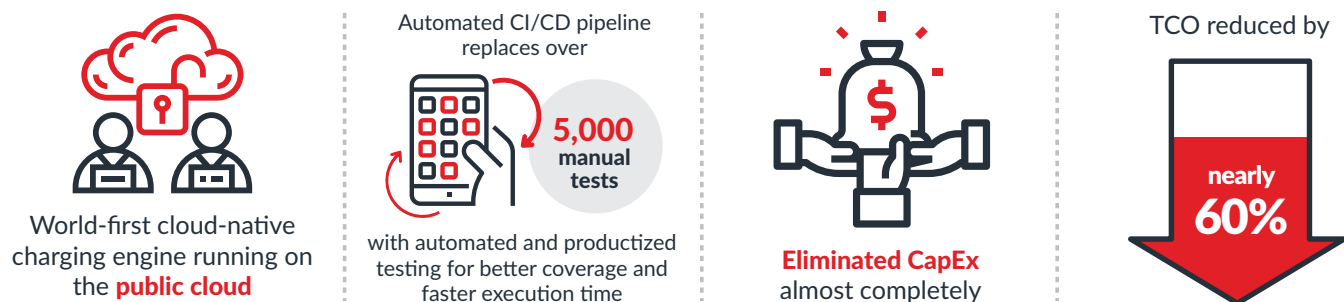 World-first cloud-native
charging engine running on
the public cloud
Automated CI/CD pipeline
replaces over
5,000
manual
tests
with automated and productized
testing for better coverage and
faster execution time
$
Eliminated CapEx
almost completely
TCO reduced by
nearly
60%